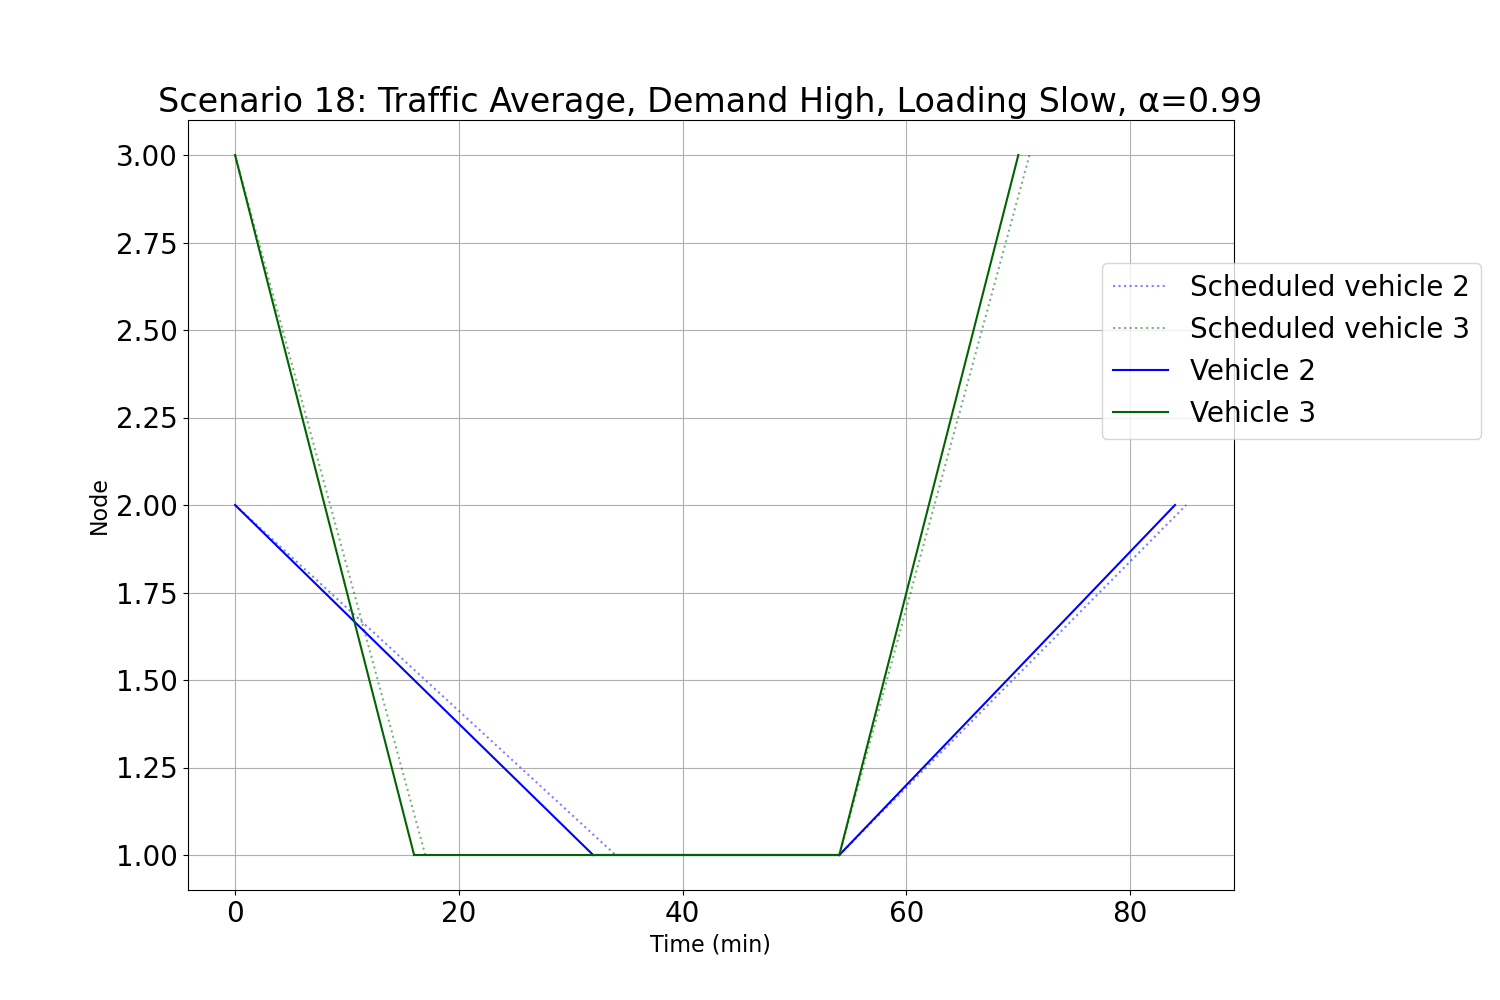 Scenario 18: Traffic Average, Demand High, Loading Slow, α=0.99
3.00
2.75
2.50
2.25
2.00
1.75
1.50
1.25
1.00
Node
0 20 40 60 80
Time (min)
Scheduled vehicle 2
Scheduled vehicle 3
Vehicle 2
Vehicle 3